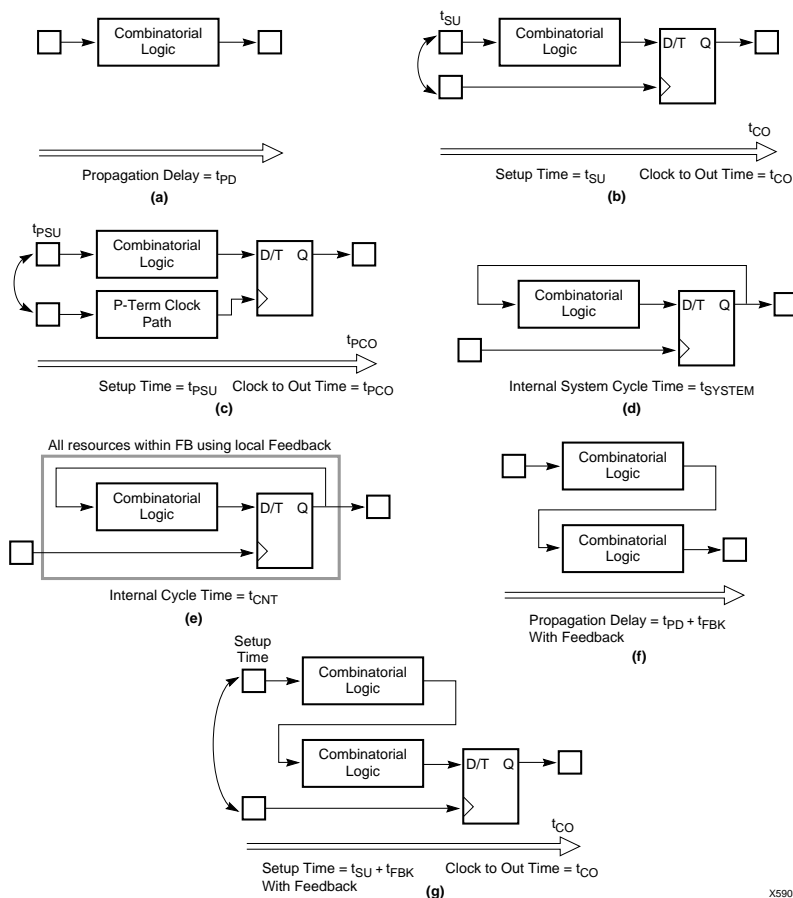 Combinatorial
Logic
Propagation Delay = tPD
(a)
tSU
Combinatorial
Logic
D/T Q
tCO
Setup Time = tSU Clock to Out Time = tCO
(b)
tPSU
Combinatorial
Logic
D/T Q
P-Term Clock
Path
tPCO
Setup Time = tPSU Clock to Out Time = tPCO
(c)
Combinatorial
Logic
D/T Q
Internal System Cycle Time = tSYSTEM
(d)
All resources within FB using local Feedback
Combinatorial
Logic
D/T Q
Internal Cycle Time = tCNT
(e)
Combinatorial
Logic
Combinatorial
Logic
Propagation Delay = tPD + tFBK
With Feedback
(f)
Setup
Time
Combinatorial
Logic
Combinatorial
Logic
D/T Q
tCO
Setup Time = tSU + tFBK Clock to Out Time = tCO
With Feedback
(g)
X590